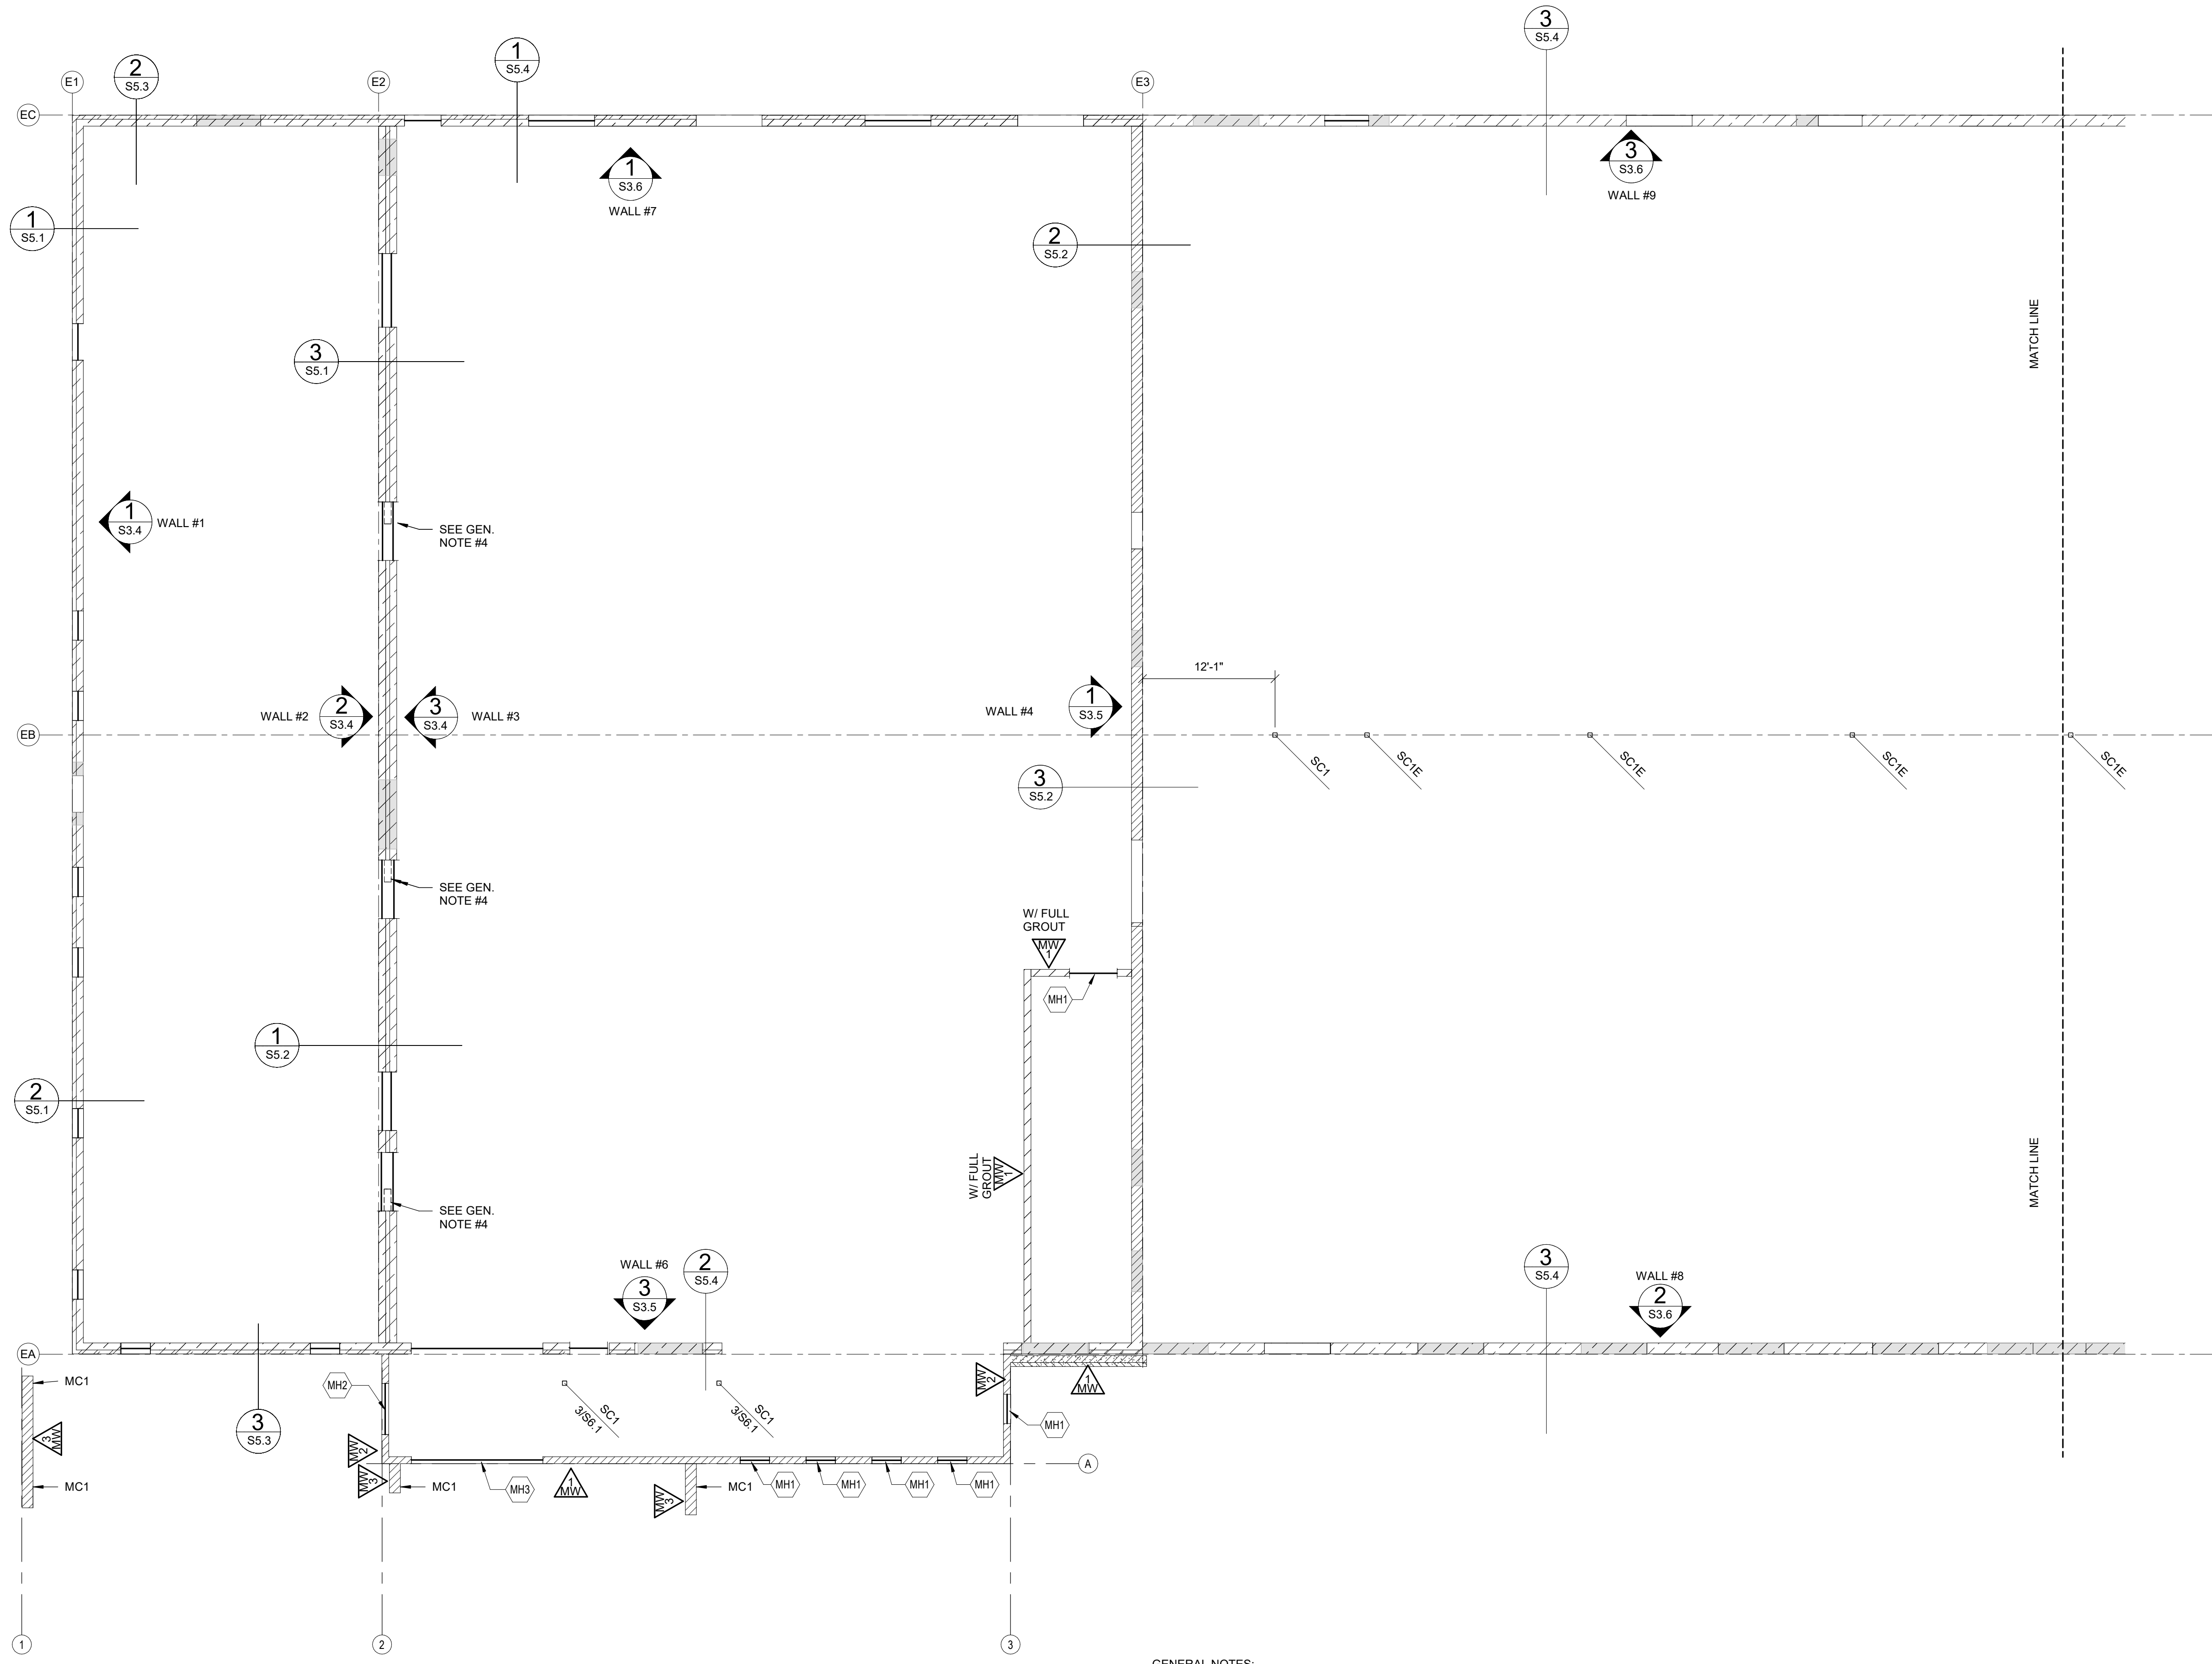 3
S5.4
1
S5.4
2
S5.3
E1
E2
E3
EC
1
S3.6
WALL #7
3
S3.6
WALL #9
1
S5.1
2
S5.2
3
S5.1
MATCH LINE
1
S3.4
WALL #1
SEE GEN.
NOTE #4
12'-1"
WALL #2
2
S3.4
3
S3.4
WALL #3
WALL #4
1
S3.5
EB
SC1
SC1E
SC1E
SC1E
SC1E
3
S5.2
SEE GEN.
NOTE #4
W/ FULL
GROUT
MW
1
MH1
1
S5.2
2
S5.1
W/ FULL
GROUT
MW
1
MATCH LINE
SEE GEN.
NOTE #4
WALL #6
3
S3.5
2
S5.4
3
S5.4
WALL #8
2
S3.6
EA
MC1
MH2
SC1
3/S6.1
SC1
3/S6.1
MW
2
1
MW
3
MW
3
S5.3
MH1
MW
2
A
MC1
MW
3
MC1
MH3
1
MW
MW
3
MC1
MH1
MH1
MH1
MH1
1
2
3
GENERAL NOTES: